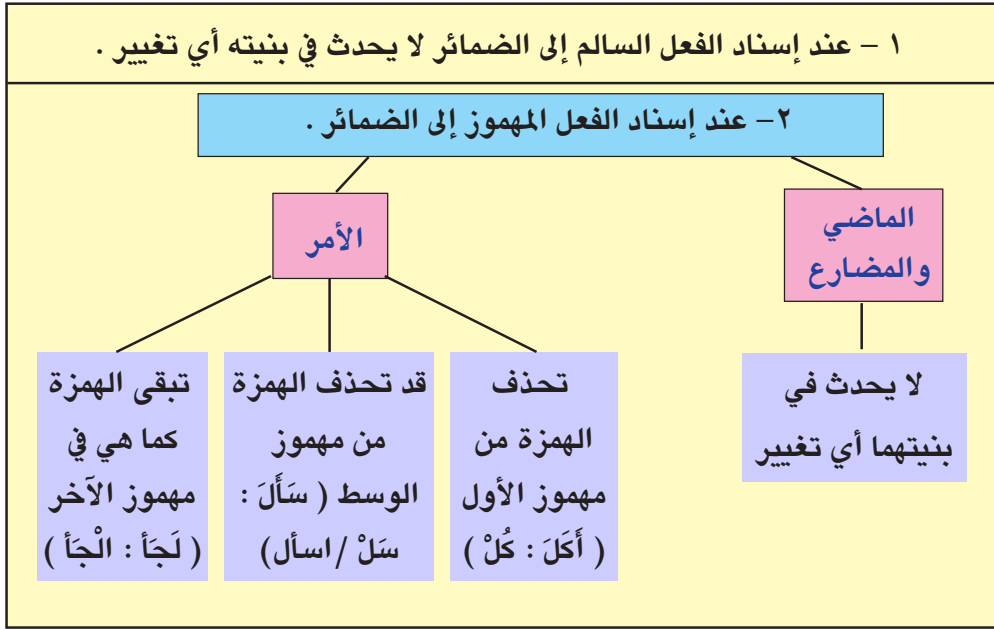 ١ – عند إسناد الفعل السالم إلى الضمائر لا يحدث في بنيته أي تغيير .
٢– عند إسناد الفعل المهموز إلى الضمائر .
الماضي
والمضارع
لا يحدث في
بنيتهما أي تغيير
الأمر
تحذف
الهمزة من
مهموز الأول
( أَكَلَ : كُلْ )
قد تحذف الهمزة
من مهموز
الوسط ( سَأَلَ :
سَلْ / اسأل)
تبقى الهمزة
كما هي في
مهموز الآخر
( لَجَأ : الْجَأ )